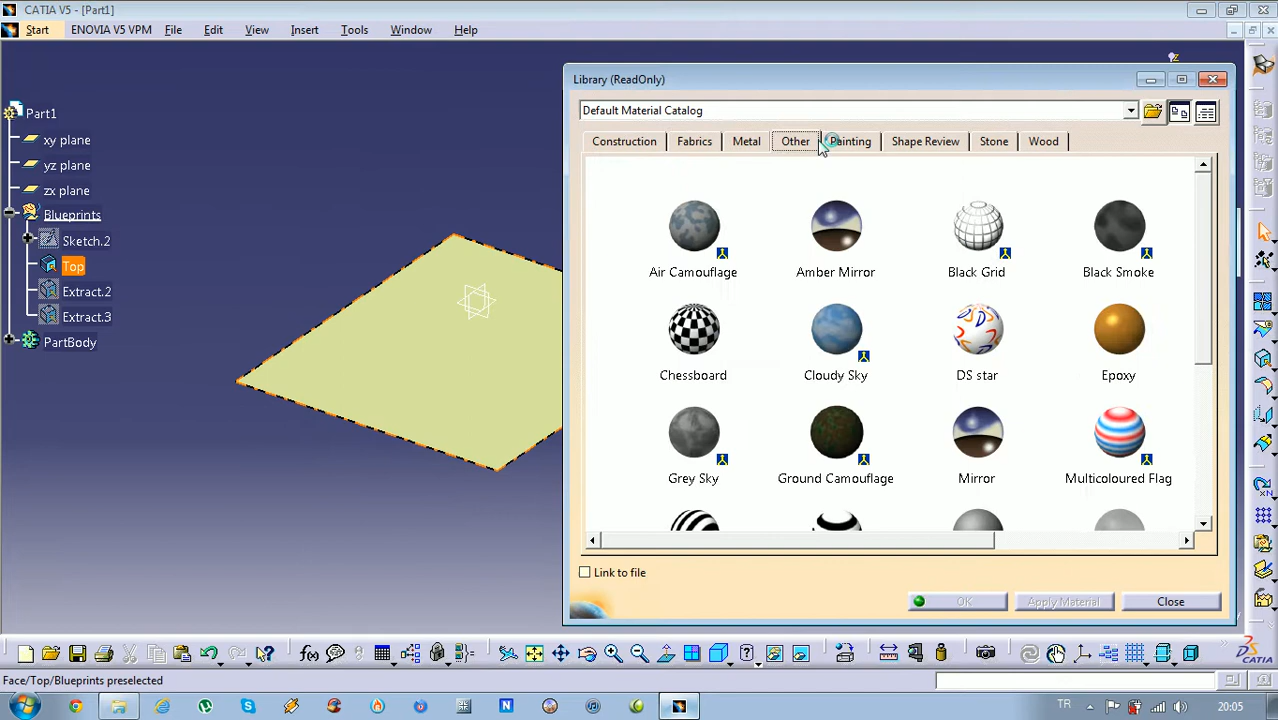 CATIA V5 - [Part1]
Start ENOVIA V5 VPM File Edit View Insert Tools Window Help
Part1
xy plane
yz plane
zx plane
Blueprints
Sketch.2
Top
Extract.2
Extract.3
PartBody
z
Library (ReadOnly)
Default Material Catalog
Construction Fabrics Metal Other Painting Shape Review Stone Wood
Air Camouflage Amber Mirror Black Grid Black Smoke
Chessboard Cloudy Sky DS star Epoxy
Grey Sky Ground Camouflage Mirror Multicoloured Flag
Link to file
OK Apply Material Close
f(x)
CATIA
Face/Top/Blueprints preselected
TR 20:05